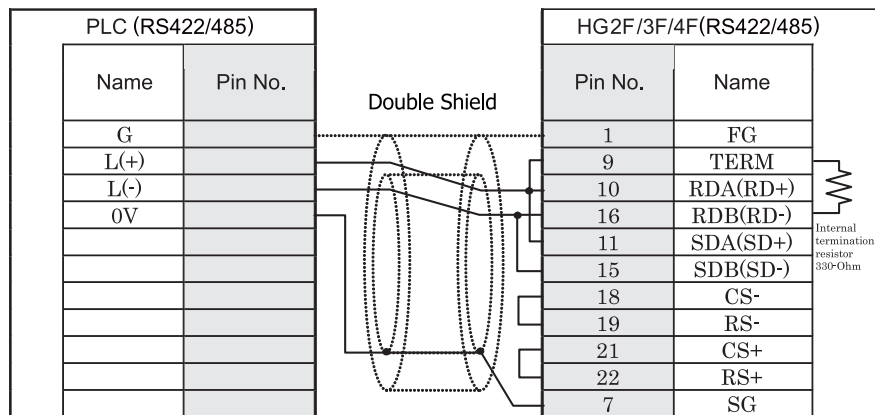 PLC (RS422/485)
HG2F/3F/4F(RS422/485)
Name Pin No.
Double Shield
Pin No. Name
G 1 FG
L(+) 9 TERM
L(-) 10 RDA(RD+)
0V 16 RDB(RD-)
11 SDA(SD+)
15 SDB(SD-)
18 CS-
19 RS-
21 CS+
22 RS+
7 SG
Internal
termination
resistor
330-Ohm